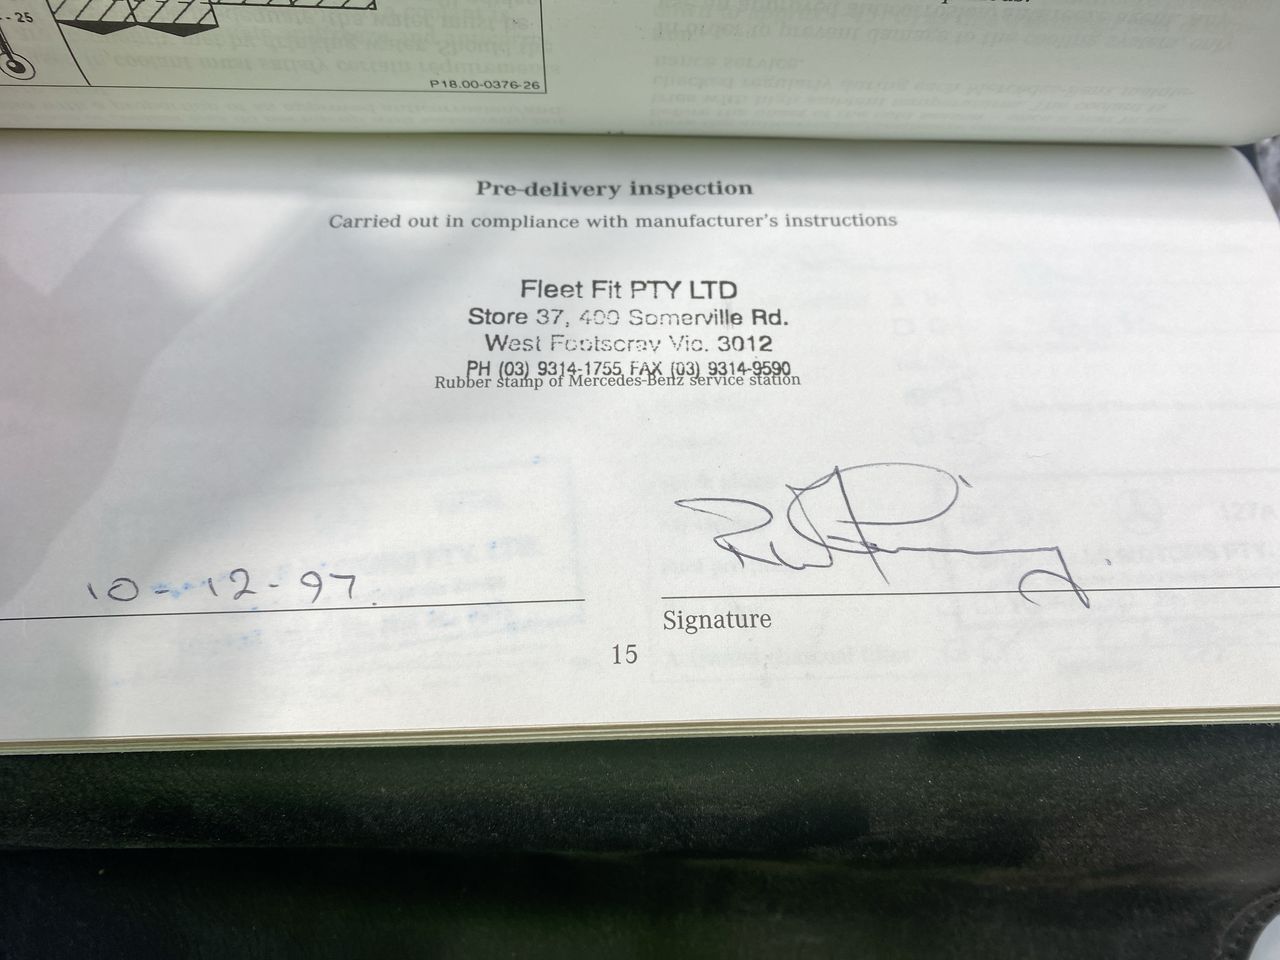 - 25
P18.00-0376-26
Pre-delivery inspection
Carried out in compliance with manufacturer's instructions
Fleet Fit PTY LTD
Store 37, 400 Somerville Rd.
West Footscray Vic. 3012
PH (03) 9314-1755 FAX (03) 9314-9590
Rubber stamp of Mercedes-Benz service station
10-12-97.
Signature
15